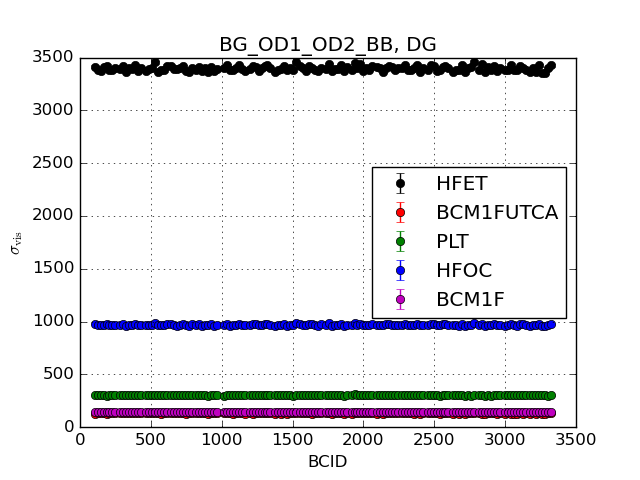 BG_OD1_OD2_BB, DG
3500
3000
2500
2000
1500
1000
500
0
σvis
HFET
BCM1FUTCA
PLT
HFOC
BCM1F
0 500 1000 1500 2000 2500 3000 3500
BCID